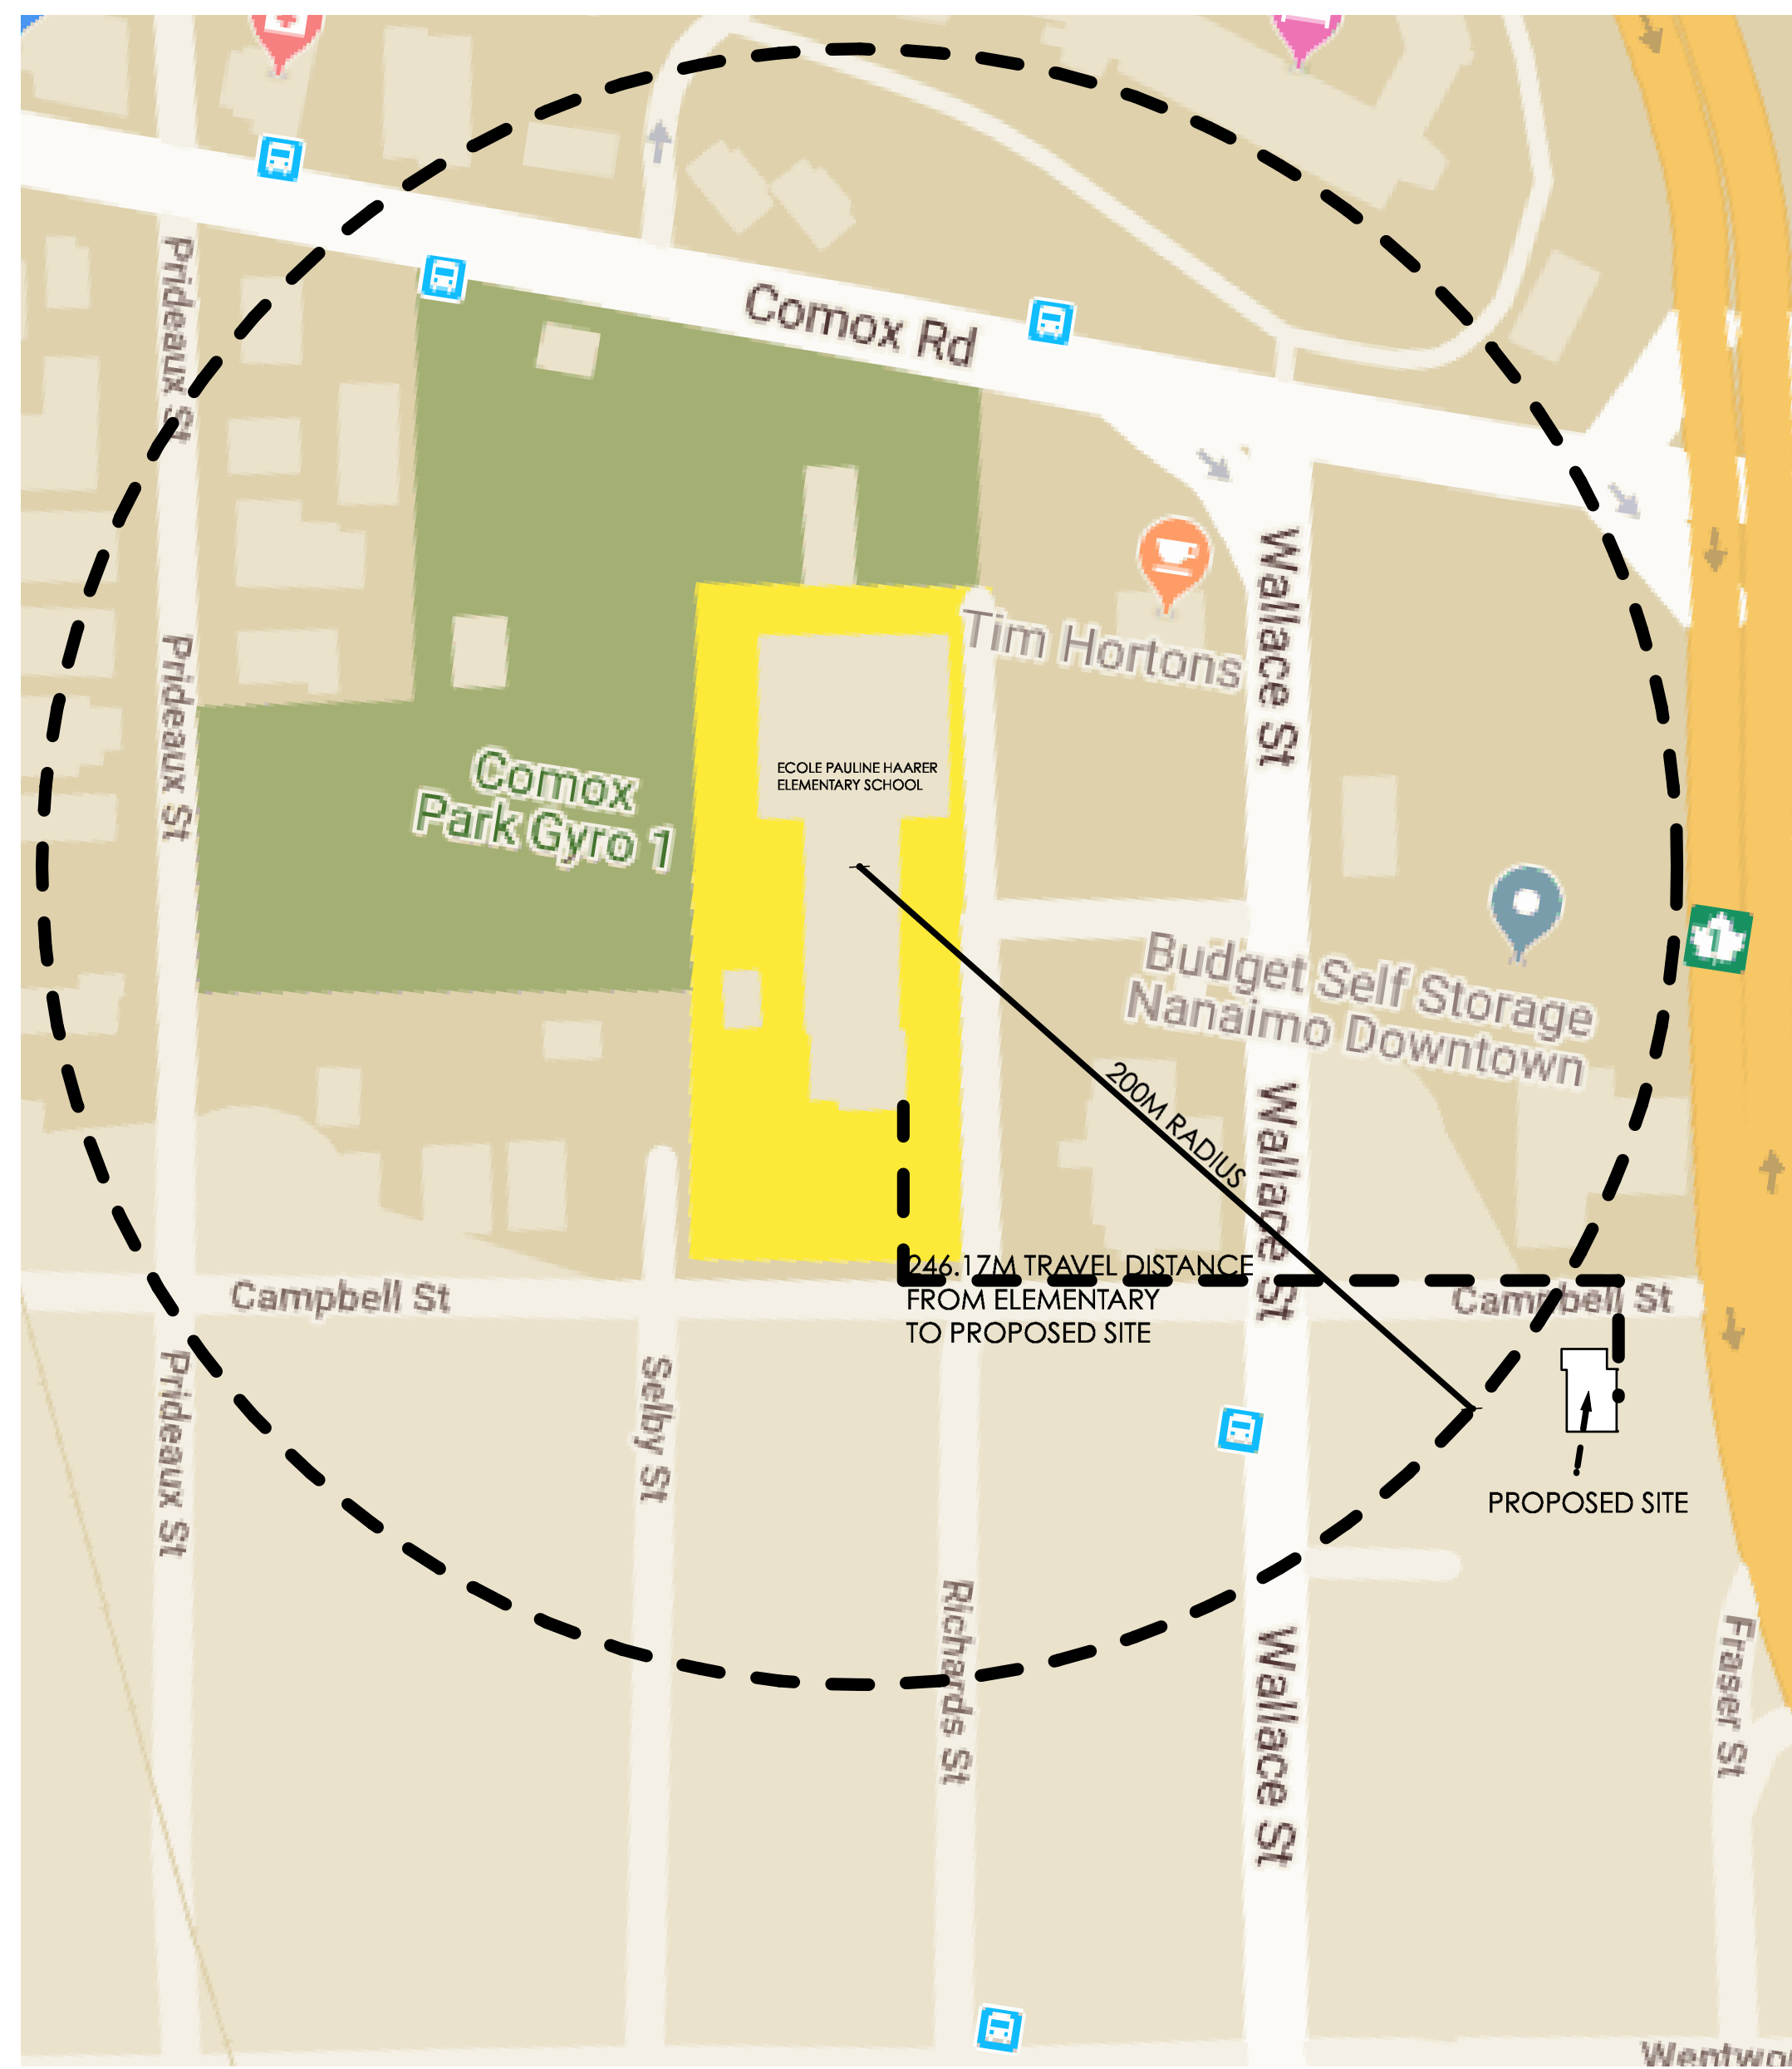 Comox Rd
Prideaux St
Wallace St
Tim Hortons
Prideaux St
ECOLE PAULINE HAARER
ELEMENTARY SCHOOL
Comox
Park Gyro 1
1
Budget Self Storage
Nanaimo Downtown
200M RADIUS
Wallace St
246.17M TRAVEL DISTANCE
FROM ELEMENTARY
TO PROPOSED SITE
Campbell St
Campbell St
Prideaux St
Selby St
PROPOSED SITE
Richards St
Wallace St
Fraser St